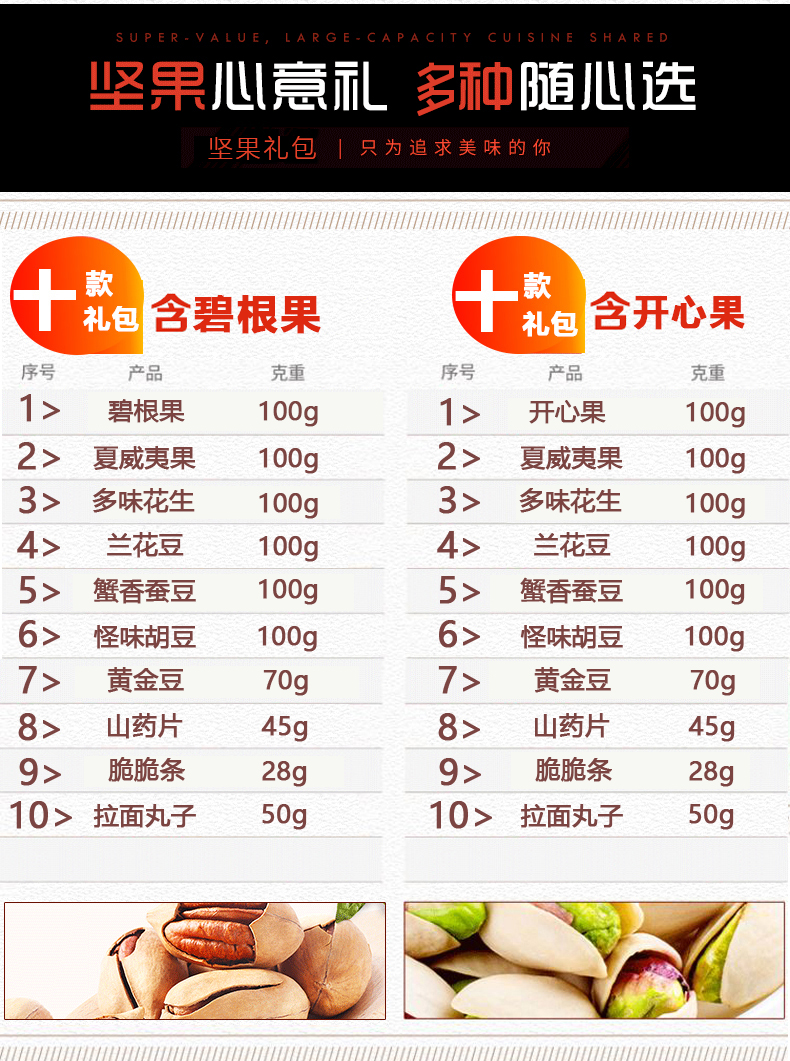 SUPER-VALUE, LARGE-CAPACITY CUISINE SHARED
坚果心意礼 多种随心选
坚果礼包 | 只为追求美味的你
十款礼包 含碧根果
序号 产品 克重
1> 碧根果 100g
2> 夏威夷果 100g
3> 多味花生 100g
4> 兰花豆 100g
5> 蟹香蚕豆 100g
6> 怪味胡豆 100g
7> 黄金豆 70g
8> 山药片 45g
9> 脆脆条 28g
10> 拉面丸子 50g
十款礼包 含开心果
序号 产品 克重
1> 开心果 100g
2> 夏威夷果 100g
3> 多味花生 100g
4> 兰花豆 100g
5> 蟹香蚕豆 100g
6> 怪味胡豆 100g
7> 黄金豆 70g
8> 山药片 45g
9> 脆脆条 28g
10> 拉面丸子 50g